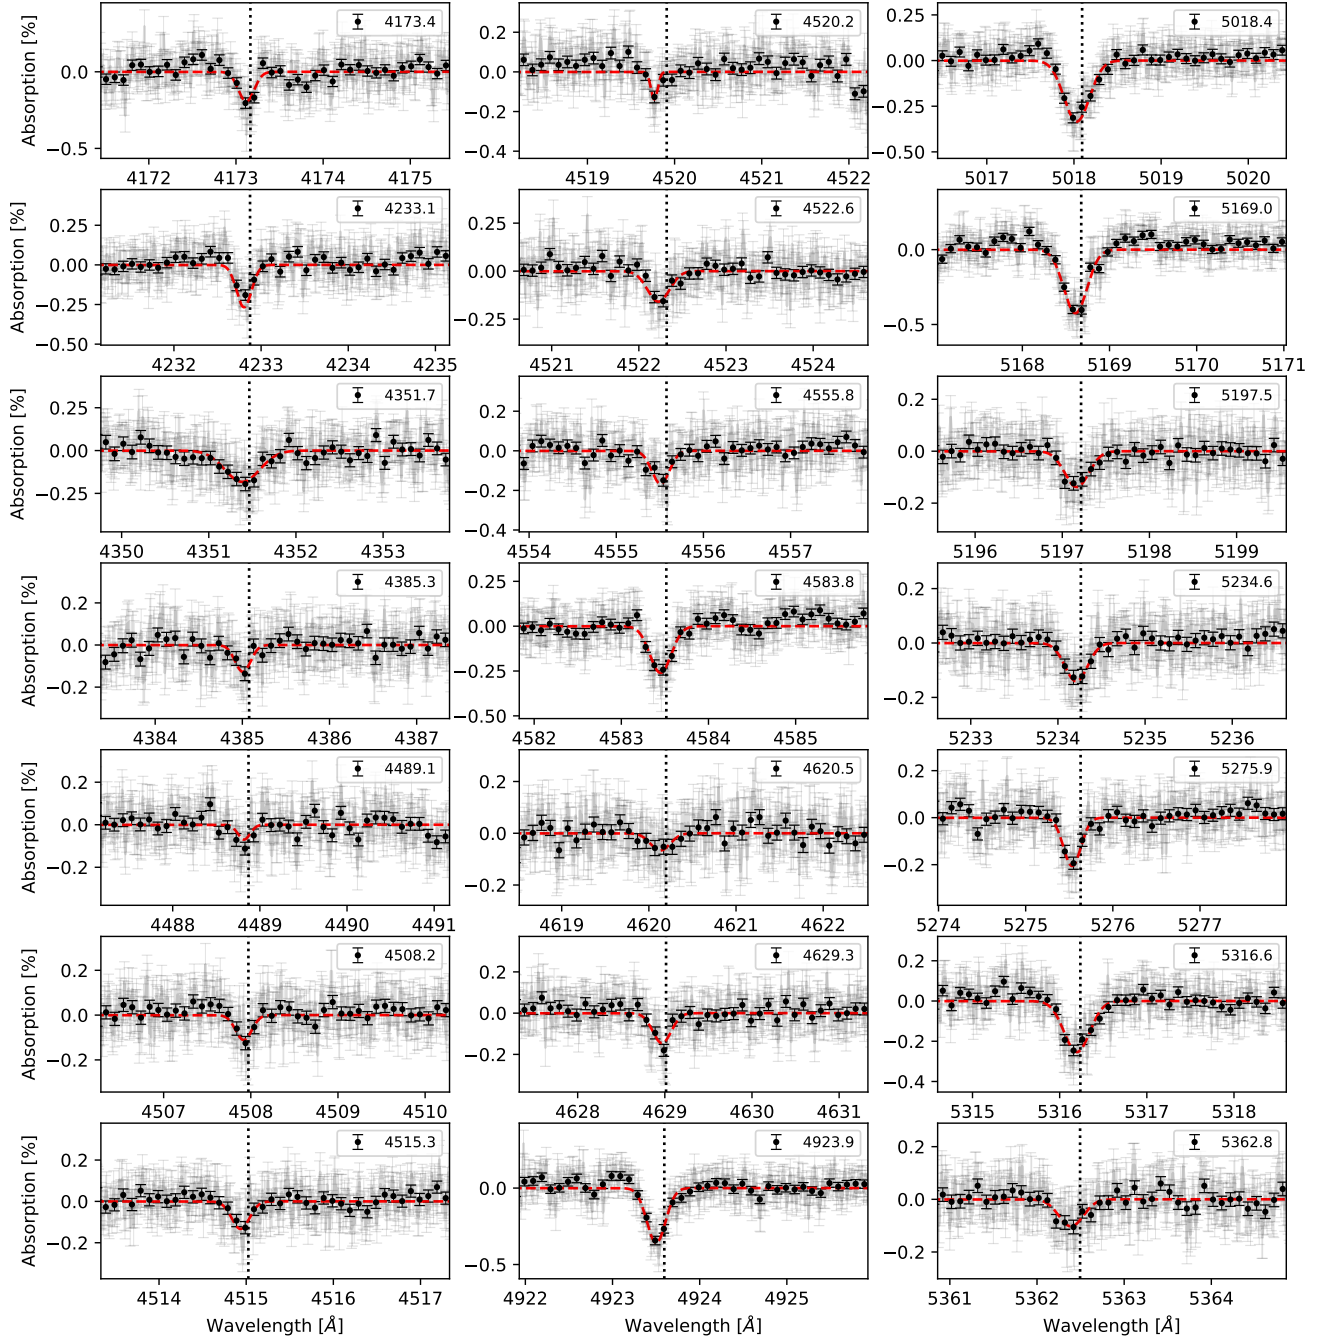 Absorption [%]
0.0
−0.5
4172 4173 4174 4175
4173.4
0.2
0.0
−0.2
−0.4
4519 4520 4521 4522
4520.2
0.25
0.00
−0.25
−0.50
5017 5018 5019 5020
5018.4
Absorption [%]
0.25
0.00
−0.25
−0.50
4232 4233 4234 4235
4233.1
0.25
0.00
−0.25
4521 4522 4523 4524
4522.6
0.0
−0.5
5168 5169 5170 5171
5169.0
Absorption [%]
0.25
0.00
−0.25
4350 4351 4352 4353
4351.7
0.2
0.0
−0.2
−0.4
4554 4555 4556 4557
4555.8
0.2
0.0
−0.2
5196 5197 5198 5199
5197.5
Absorption [%]
0.2
0.0
−0.2
4384 4385 4386 4387
4385.3
0.25
0.00
−0.25
−0.50
4582 4583 4584 4585
4583.8
0.2
0.0
−0.2
5233 5234 5235 5236
5234.6
Absorption [%]
0.2
0.0
−0.2
4488 4489 4490 4491
4489.1
0.2
0.0
−0.2
4619 4620 4621 4622
4620.5
0.2
0.0
−0.2
5274 5275 5276 5277
5275.9
Absorption [%]
0.2
0.0
−0.2
4507 4508 4509 4510
4508.2
0.2
0.0
−0.2
4628 4629 4630 4631
4629.3
0.2
0.0
−0.2
−0.4
5315 5316 5317 5318
5316.6
Absorption [%]
0.2
0.0
−0.2
4514 4515 4516 4517
Wavelength [Å]
4515.3
0.0
−0.5
4922 4923 4924 4925
Wavelength [Å]
4923.9
0.2
0.0
−0.2
5361 5362 5363 5364
Wavelength [Å]
5362.8